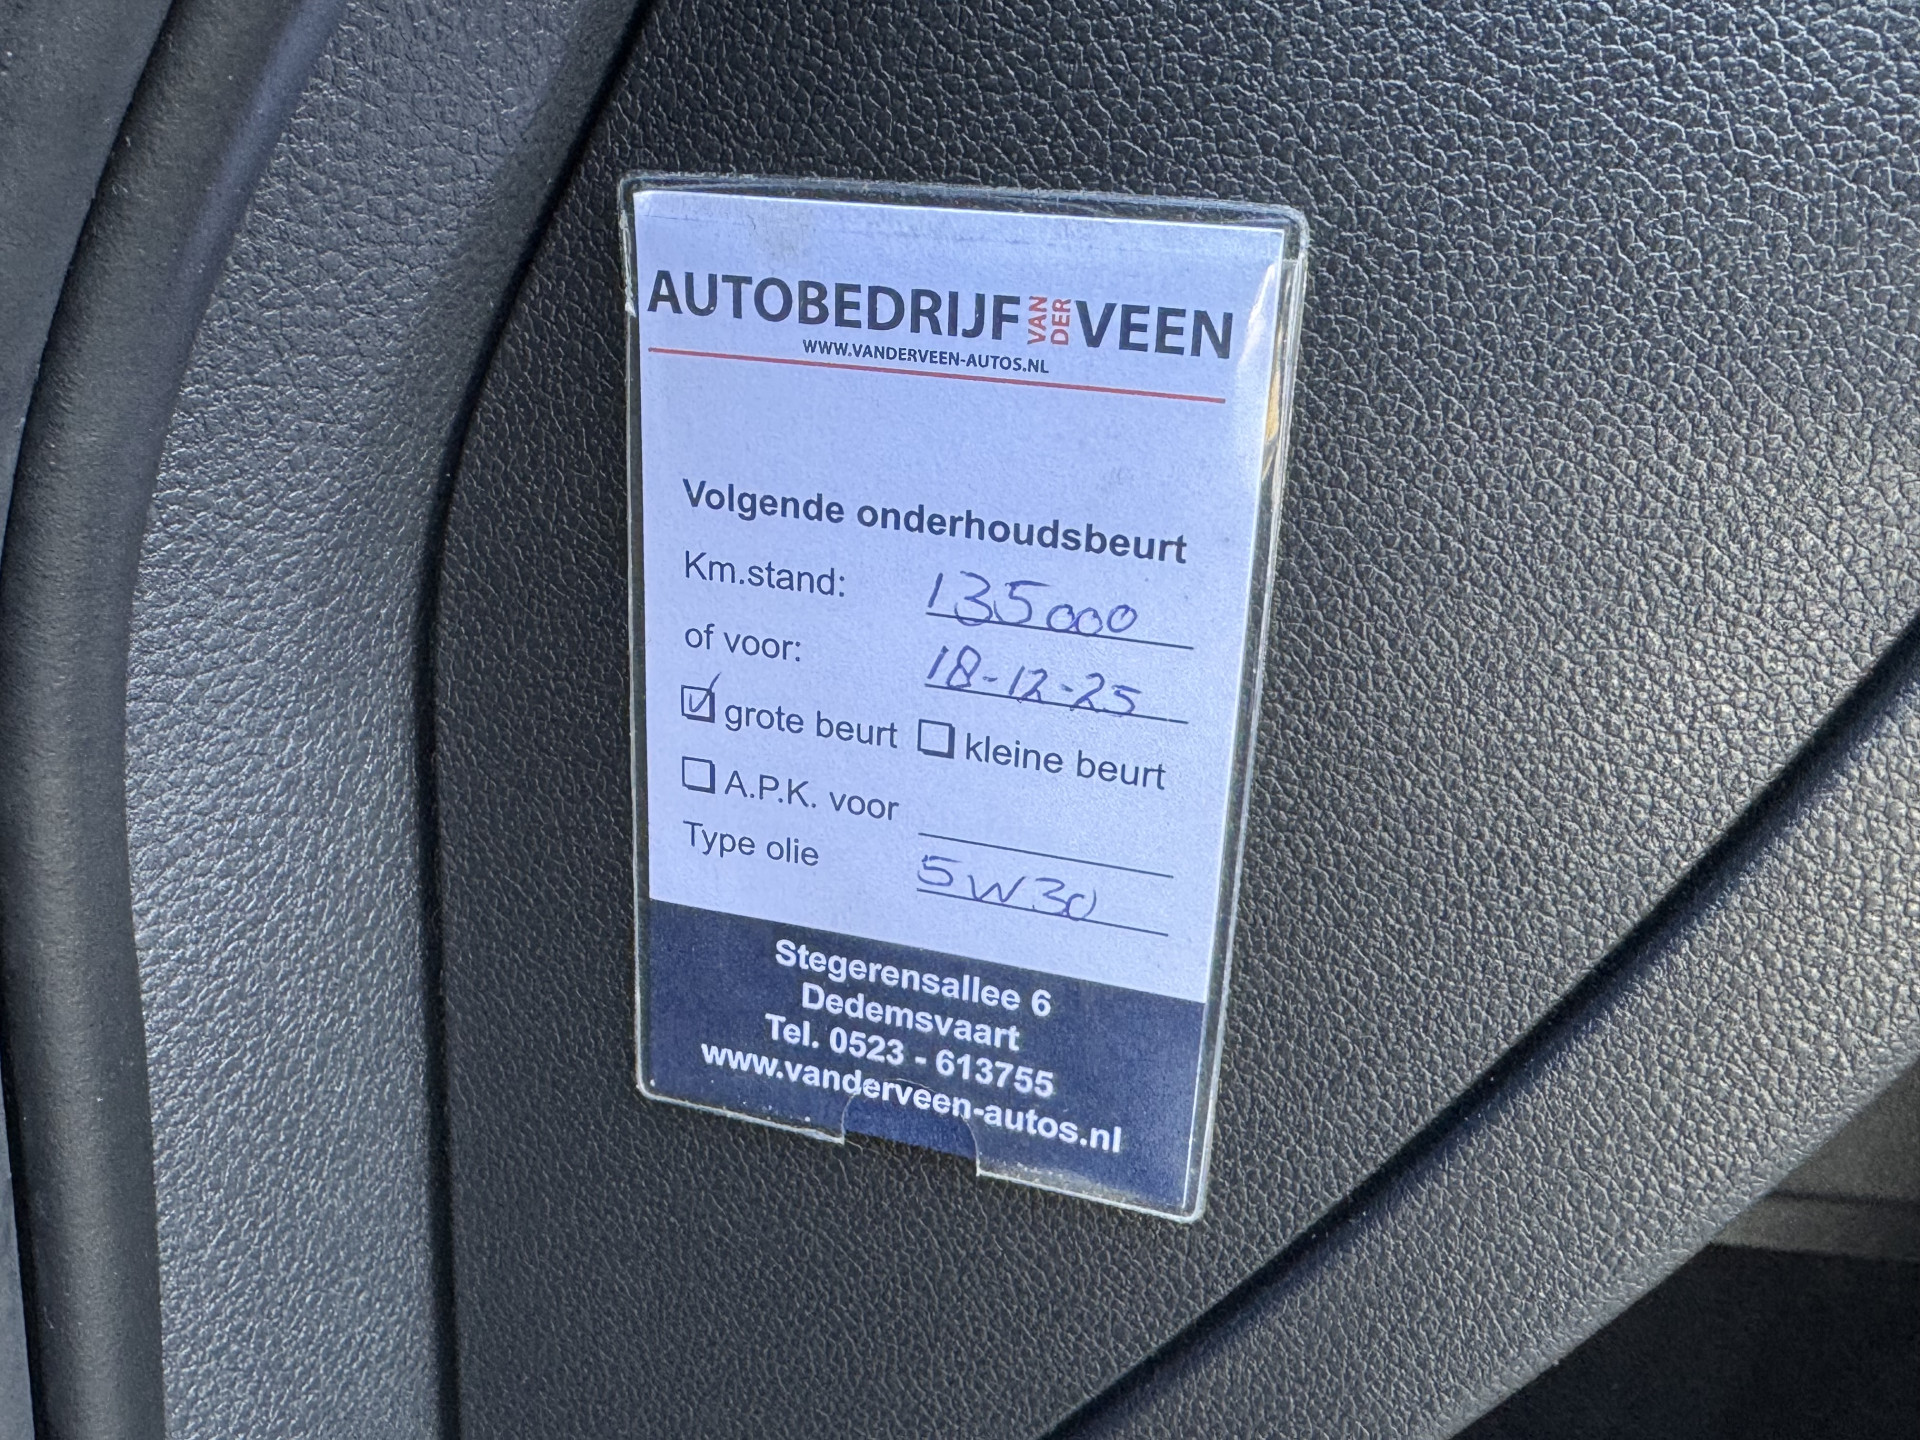 AUTOBEDRIJF VAN DER VEEN
WWW.VANDERVEEN-AUTOS.NL
Volgende onderhoudsbeurt
Km.stand: 135000
of voor: 18-12-25
grote beurt kleine beurt
A.P.K. voor
Type olie 5W30
Stegerensallee 6
Dedemsvaart
Tel. 0523 - 613755
www.vanderveen-autos.nl